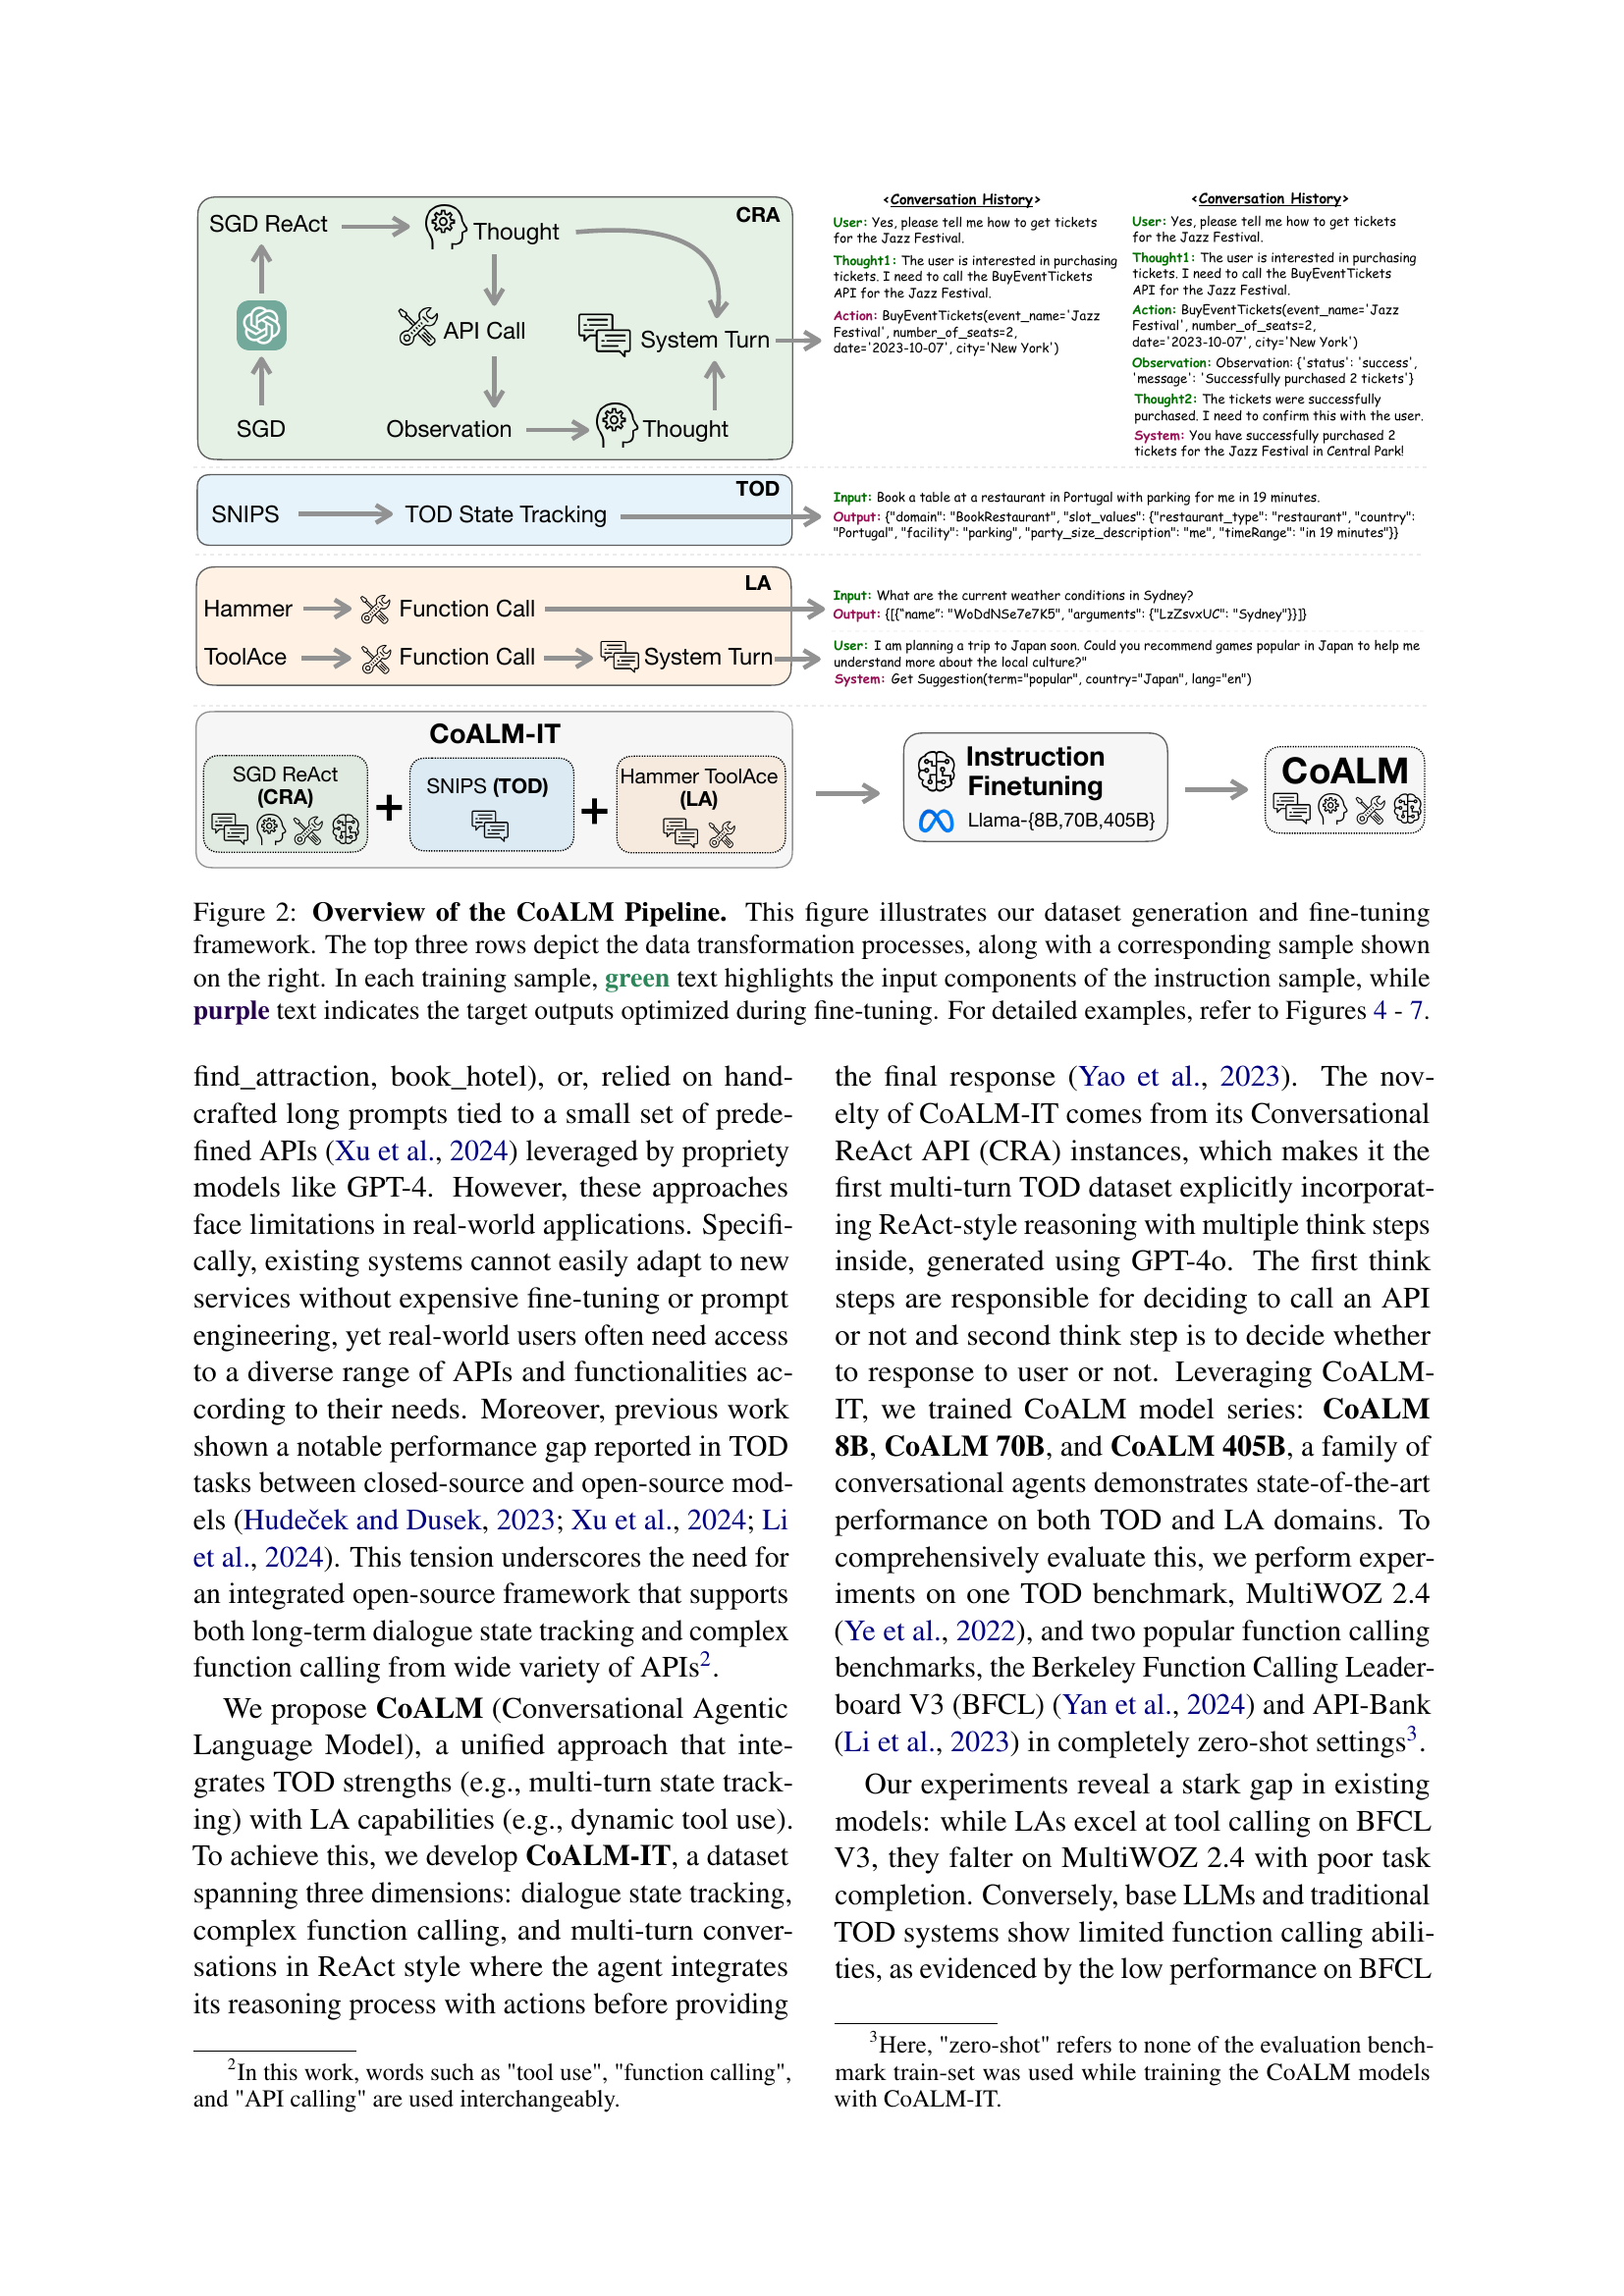 CRA
SGD ReAct
Thought
API Call
System Turn
SGD
Observation
Thought
<Conversation History>
User: Yes, please tell me how to get tickets
for the Jazz Festival.
Thought1: The user is interested in purchasing
tickets. I need to call the BuyEventTickets
API for the Jazz Festival.
Action: BuyEventTickets(event_name='Jazz
Festival', number_of_seats=2,
date='2023-10-07', city='New York')
<Conversation History>
User: Yes, please tell me how to get tickets
for the Jazz Festival.
Thought1: The user is interested in purchasing
tickets. I need to call the BuyEventTickets
API for the Jazz Festival.
Action: BuyEventTickets(event_name='Jazz
Festival', number_of_seats=2,
date='2023-10-07', city='New York')
Observation: Observation: {'status': 'success',
'message': 'Successfully purchased 2 tickets'}
Thought2: The tickets were successfully
purchased. I need to confirm this with the user.
System: You have successfully purchased 2
tickets for the Jazz Festival in Central Park!
TOD
SNIPS
TOD State Tracking
Input: Book a table at a restaurant in Portugal with parking for me in 19 minutes.
Output: {"domain": "BookRestaurant", "slot_values": {"restaurant_type": "restaurant", "country":
"Portugal", "facility": "parking", "party_size_description": "me", "timeRange": "in 19 minutes"}}
LA
Hammer
Function Call
Input: What are the current weather conditions in Sydney?
Output: {[[{"name": "WoDdNSe7e7K5", "arguments": {"LzZsvxUC": "Sydney"}}]}
ToolAce
Function Call
System Turn
User: I am planning a trip to Japan soon. Could you recommend games popular in Japan to help me
understand more about the local culture?"
System: Get Suggestion(term="popular", country="Japan", lang="en")
CoALM-IT
SGD ReAct
(CRA)
+
SNIPS (TOD)
+
Hammer ToolAce
(LA)
Instruction
Finetuning
Llama-{8B,70B,405B}
CoALM
Figure 2: Overview of the CoALM Pipeline. This figure illustrates our dataset generation and fine-tuning
framework. The top three rows depict the data transformation processes, along with a corresponding sample shown
on the right. In each training sample, green text highlights the input components of the instruction sample, while
purple text indicates the target outputs optimized during fine-tuning. For detailed examples, refer to Figures 4 - 7.
find_attraction, book_hotel), or, relied on hand-
crafted long prompts tied to a small set of prede-
fined APIs (Xu et al., 2024) leveraged by propriety
models like GPT-4. However, these approaches
face limitations in real-world applications. Specifi-
cally, existing systems cannot easily adapt to new
services without expensive fine-tuning or prompt
engineering, yet real-world users often need access
to a diverse range of APIs and functionalities ac-
cording to their needs. Moreover, previous work
shown a notable performance gap reported in TOD
tasks between closed-source and open-source mod-
els (Hudeček and Dusek, 2023; Xu et al., 2024; Li
et al., 2024). This tension underscores the need for
an integrated open-source framework that supports
both long-term dialogue state tracking and complex
function calling from wide variety of APIs2.
We propose CoALM (Conversational Agentic
Language Model), a unified approach that inte-
grates TOD strengths (e.g., multi-turn state track-
ing) with LA capabilities (e.g., dynamic tool use).
To achieve this, we develop CoALM-IT, a dataset
spanning three dimensions: dialogue state tracking,
complex function calling, and multi-turn conver-
sations in ReAct style where the agent integrates
its reasoning process with actions before providing
2In this work, words such as "tool use", "function calling",
and "API calling" are used interchangeably.
the final response (Yao et al., 2023). The nov-
elty of CoALM-IT comes from its Conversational
ReAct API (CRA) instances, which makes it the
first multi-turn TOD dataset explicitly incorporat-
ing ReAct-style reasoning with multiple think steps
inside, generated using GPT-4o. The first think
steps are responsible for deciding to call an API
or not and second think step is to decide whether
to response to user or not. Leveraging CoALM-
IT, we trained CoALM model series: CoALM
8B, CoALM 70B, and CoALM 405B, a family of
conversational agents demonstrates state-of-the-art
performance on both TOD and LA domains. To
comprehensively evaluate this, we perform exper-
iments on one TOD benchmark, MultiWOZ 2.4
(Ye et al., 2022), and two popular function calling
benchmarks, the Berkeley Function Calling Leader-
board V3 (BFCL) (Yan et al., 2024) and API-Bank
(Li et al., 2023) in completely zero-shot settings3.
Our experiments reveal a stark gap in existing
models: while LAs excel at tool calling on BFCL
V3, they falter on MultiWOZ 2.4 with poor task
completion. Conversely, base LLMs and traditional
TOD systems show limited function calling abili-
ties, as evidenced by the low performance on BFCL
3Here, "zero-shot" refers to none of the evaluation bench-
mark train-set was used while training the CoALM models
with CoALM-IT.